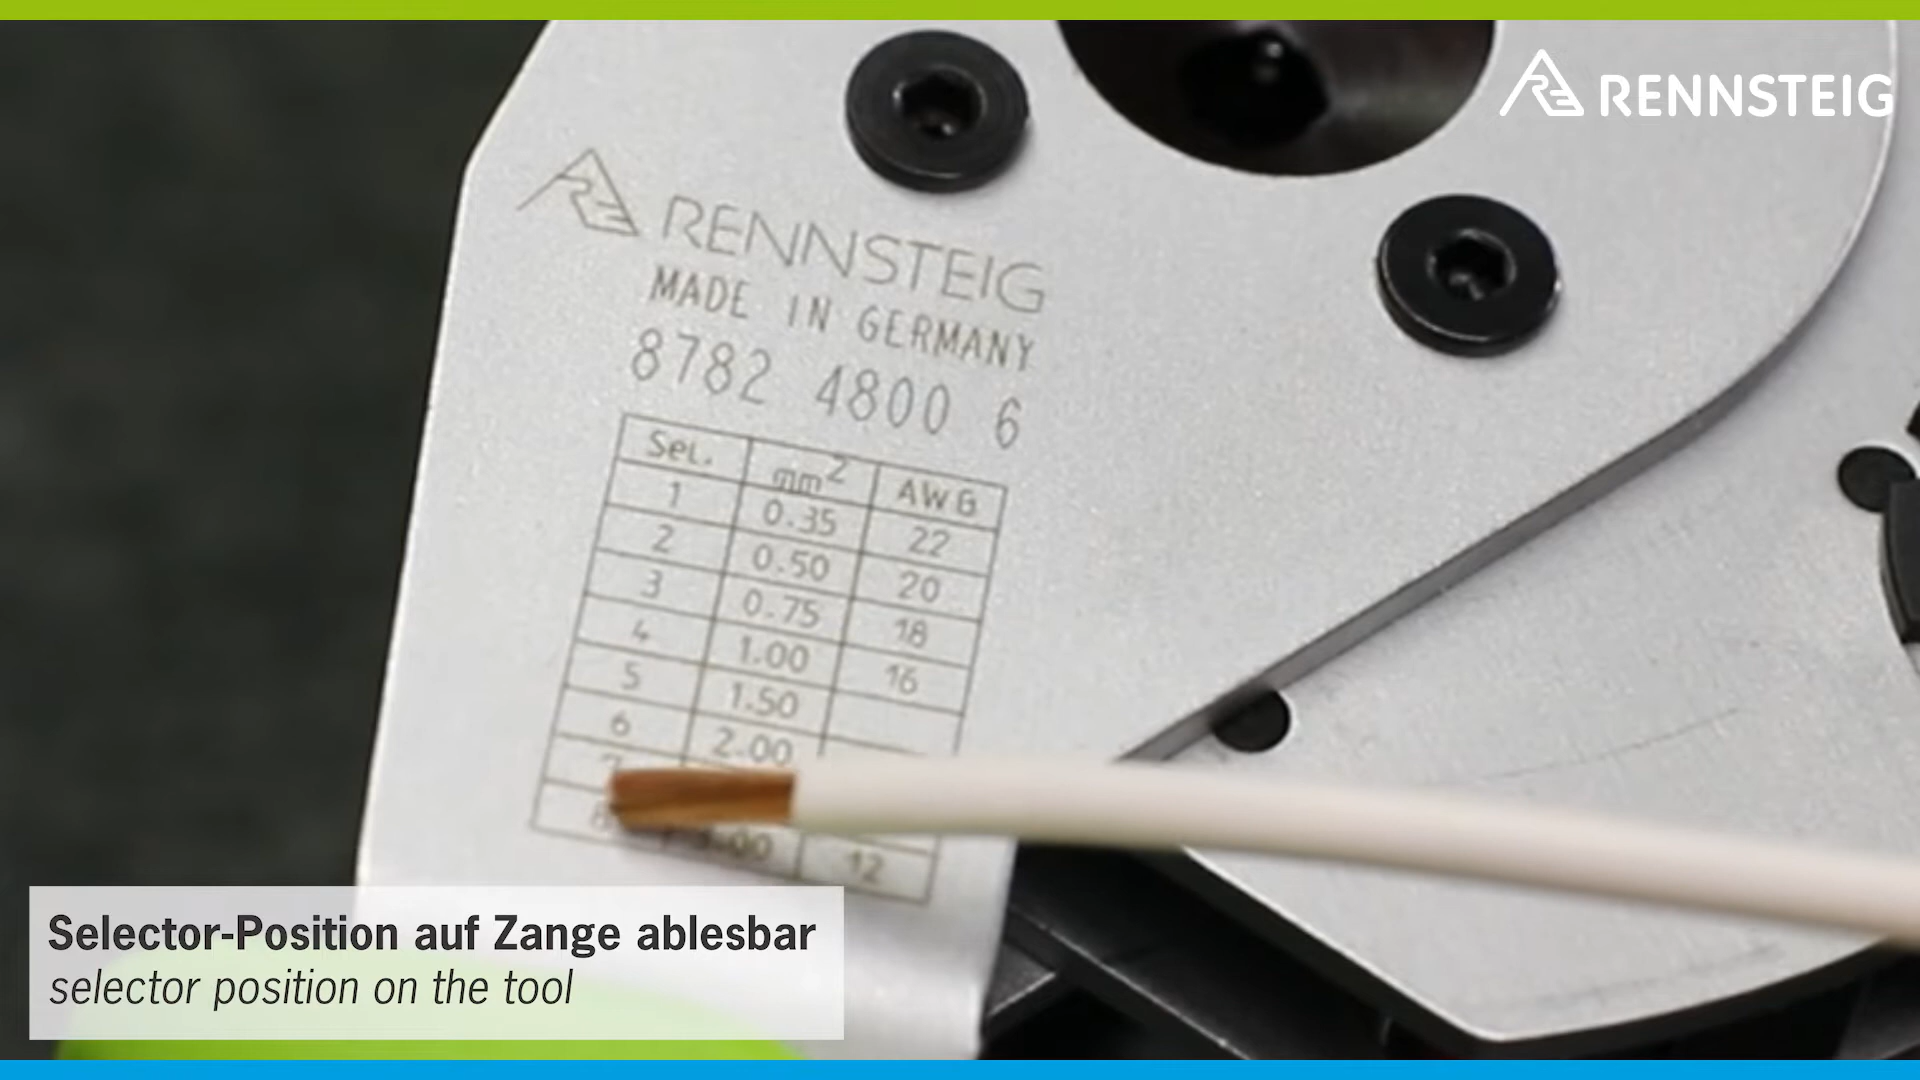 RENNSTEIG
RENNSTEIG
MADE IN GERMANY
8782 4800 6
Sel. mm² AWG
1 0.35 22
2 0.50 20
3 0.75 18
4 1.00 16
5 1.50
6 2.00
12
Selector-Position auf Zange ablesbar
selector position on the tool